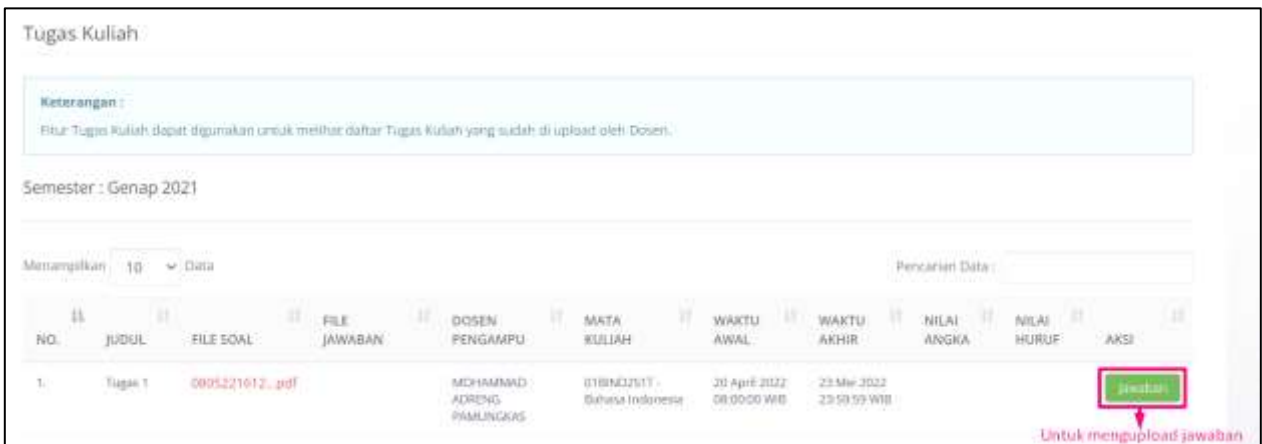 Tugas Kuliah
Keterangan :
Fitur Tugas Kuliah dapat digunakan untuk melihat daftar Tugas Kuliah yang sudah di upload oleh Dosen.
Semester : Genap 2021
Menampilkan 10 Data
Pencarian Data :
NO. JUDUL FILE SOAL FILE JAWABAN DOSEN PENGAMPU MATA KULIAH WAKTU AWAL WAKTU AKHIR NILAI ANGKA NILAI HURUF AKSI
1. Tugas 1 0805221612...pdf MOHAMMAD Bahasa Indonesia 20 April 2022 08:00:00 WIB 23 Mei 2022 23:59:59 WIB Jawaban
PAMUNGKAS
Untuk mengupload jawaban